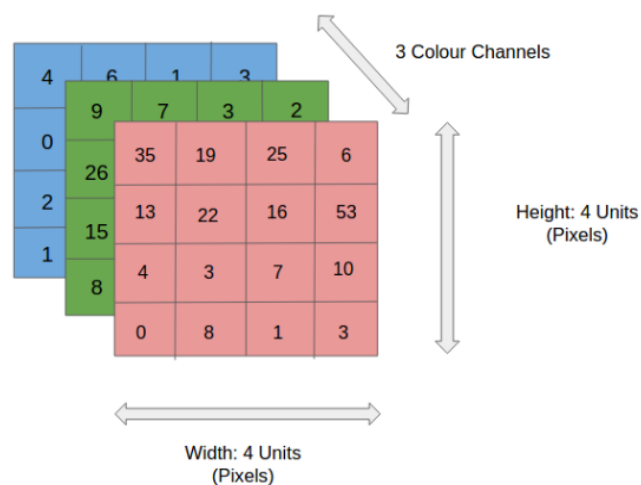 3 Colour Channels
4 6 1 3
9 7 3 2
0
35 19 25 6
26
13 22 16 53
2
15
4 3 7 10
1
8
0 8 1 3
Height: 4 Units
(Pixels)
Width: 4 Units
(Pixels)